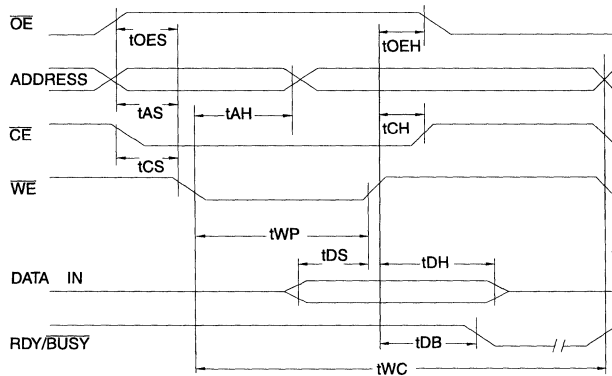 OE
tOES
tOEH
ADDRESS
tAS
tAH
tCH
CE
tCS
WE
tWP
tDS
tDH
DATA IN
RDY/BUSY
tDB
tWC